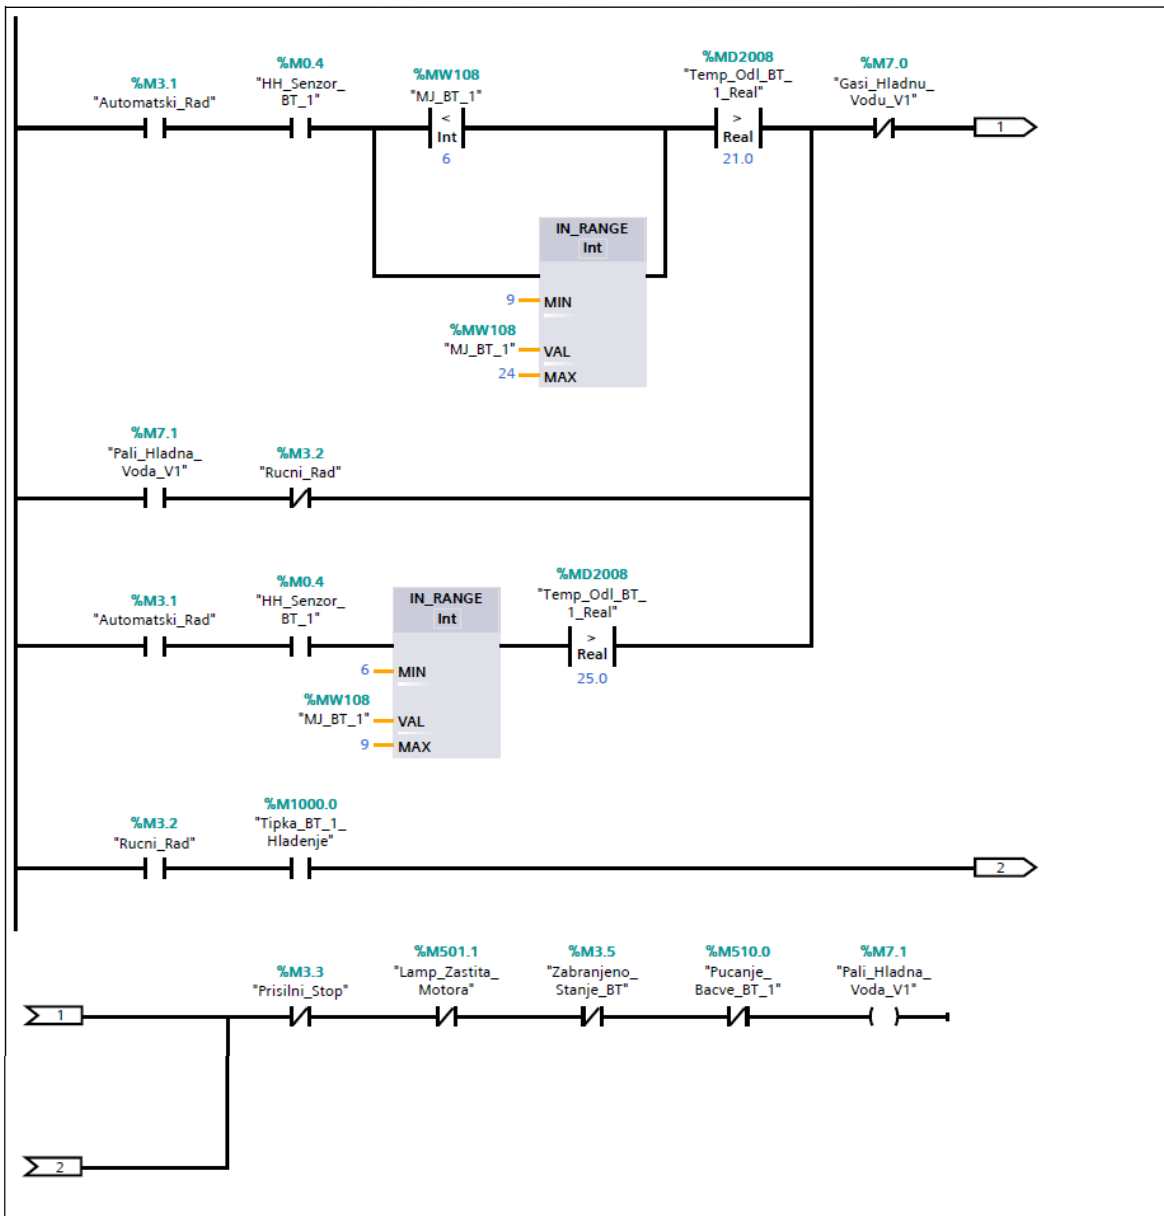 %M3.1
"Automatski_Rad"
%M0.4
"HH_Senzor_
BT_1"
%MW108
"MJ_BT_1"
<
Int
6
%MD2008
"Temp_Odl_BT_
1_Real"
>
Real
21.0
%M7.0
"Gasi_Hladnu_
Vodu_V1"
1
IN_RANGE
Int
9
MIN
%MW108
"MJ_BT_1"
VAL
24
MAX
%M7.1
"Pali_Hladna_
Voda_V1"
%M3.2
"Rucni_Rad"
%M3.1
"Automatski_Rad"
%M0.4
"HH_Senzor_
BT_1"
IN_RANGE
Int
6
MIN
%MW108
"MJ_BT_1"
VAL
9
MAX
%MD2008
"Temp_Odl_BT_
1_Real"
>
Real
25.0
%M3.2
"Rucni_Rad"
%M1000.0
"Tipka_BT_1_
Hladenje"
2
1
%M3.3
"Prisilni_Stop"
%M501.1
"Lamp_Zastita_
Motora"
%M3.5
"Zabranjeno_
Stanje_BT"
%M510.0
"Pucanje_
Bacve_BT_1"
%M7.1
"Pali_Hladna_
Voda_V1"
2